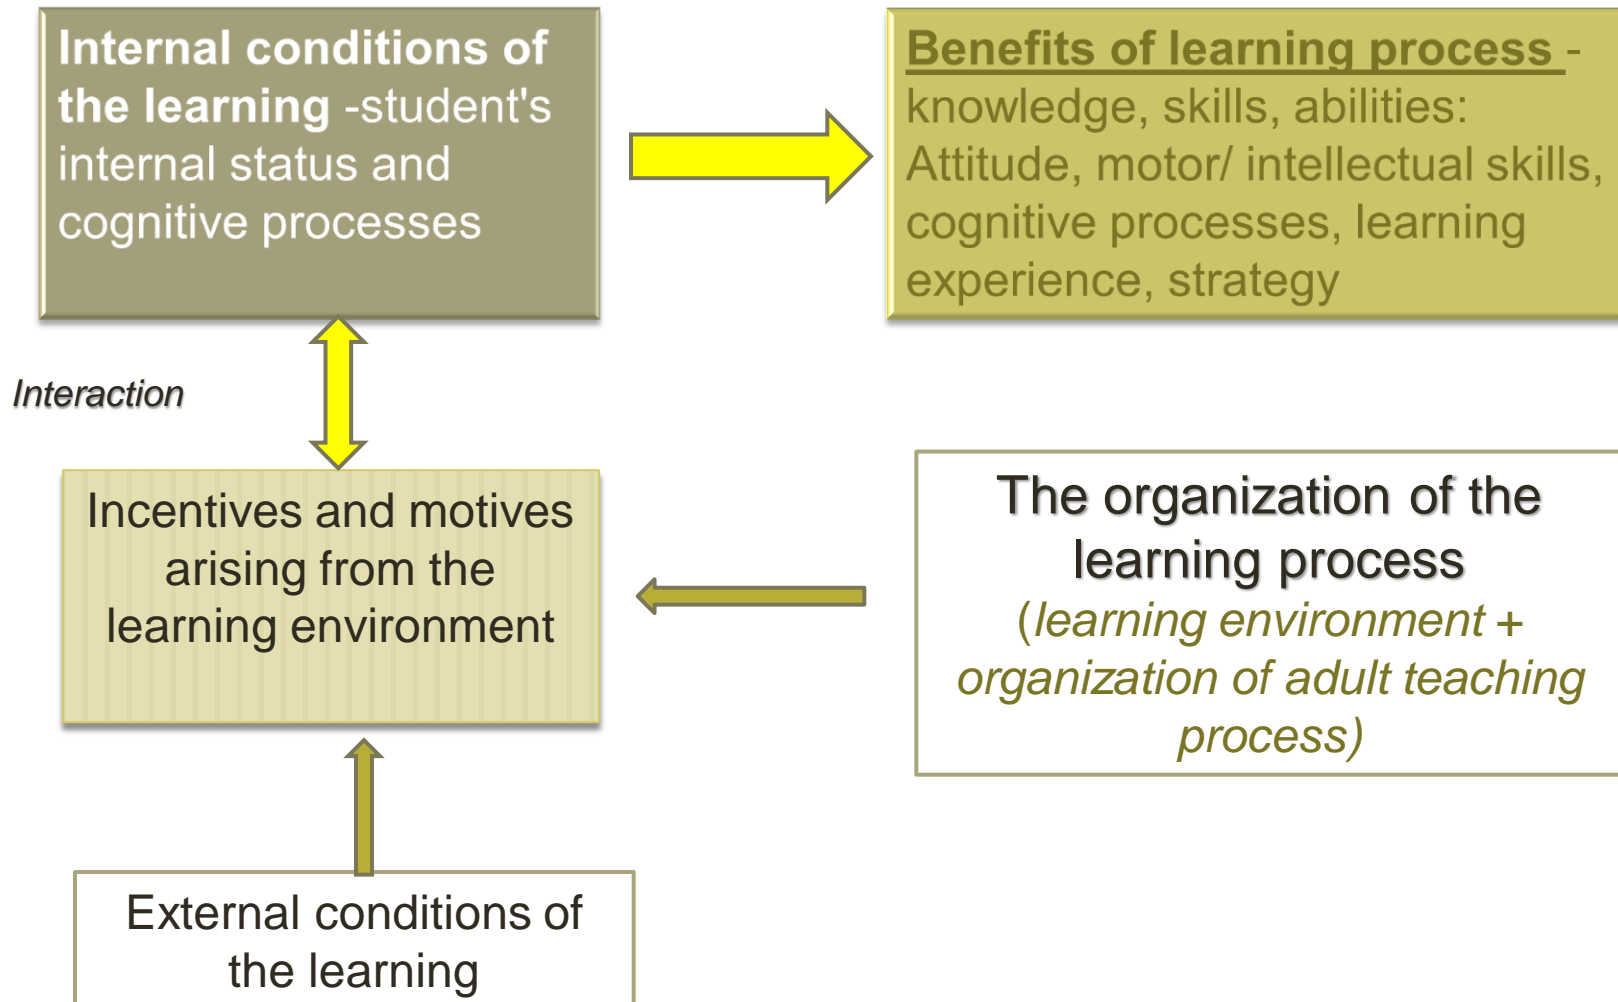 Internal conditions of
the learning -student's
internal status and
cognitive processes
Benefits of learning process -
knowledge, skills, abilities:
Attitude, motor/ intellectual skills,
cognitive processes, learning
experience, strategy
Interaction
Incentives and motives
arising from the
learning environment
The organization of the
learning process
(learning environment +
organization of adult teaching
process)
External conditions of
the learning